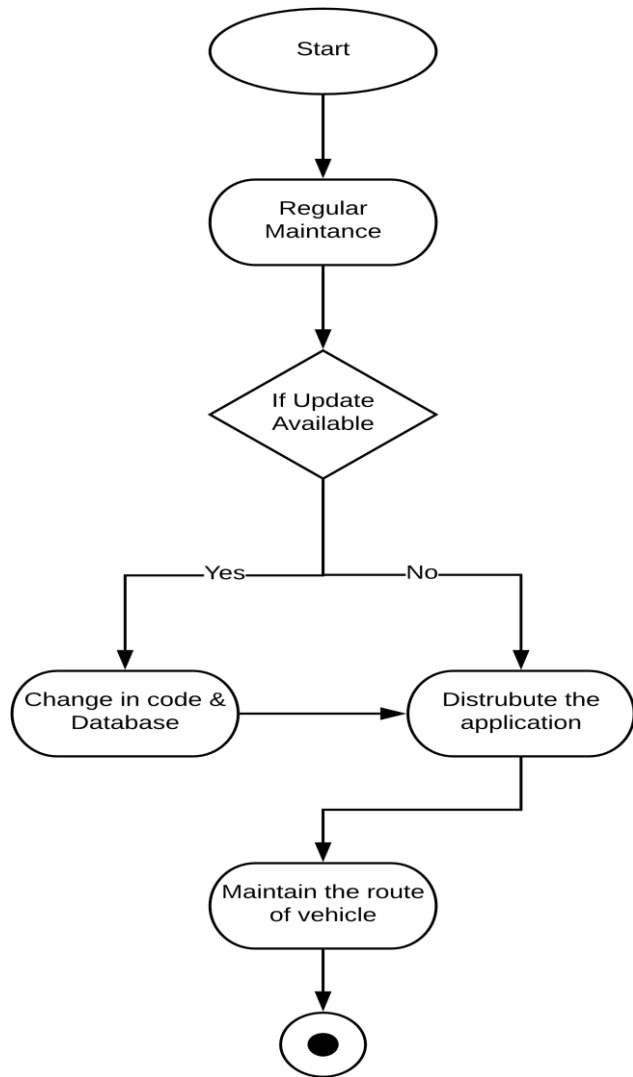 Start
Regular
Maintance
If Update
Available
Yes
No
Change in code &
Database
Distrubute the
application
Maintain the route
of vehicle